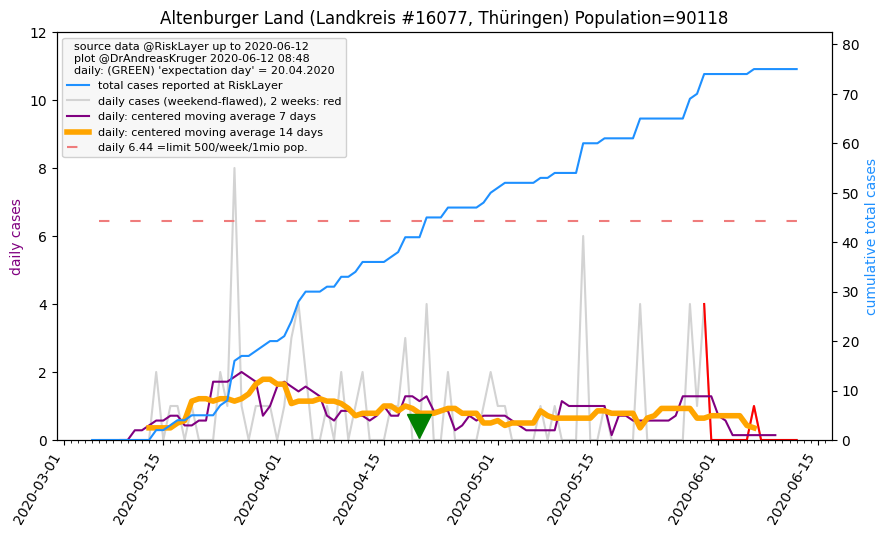 Altenburger Land (Landkreis #16077, Thüringen) Population=90118
source data @RiskLayer up to 2020-06-12
plot @DrAndreasKruger 2020-06-12 08:48
daily: (GREEN) 'expectation day' = 20.04.2020
total cases reported at RiskLayer
daily cases (weekend-flawed), 2 weeks: red
daily: centered moving average 7 days
daily: centered moving average 14 days
daily 6.44 =limit 500/week/1mio pop.
daily cases
12
10
8
6
4
2
0
cumulative total cases
80
70
60
50
40
30
20
10
0
2020-03-01
2020-03-15
2020-04-01
2020-04-15
2020-05-01
2020-05-15
2020-06-01
2020-06-15